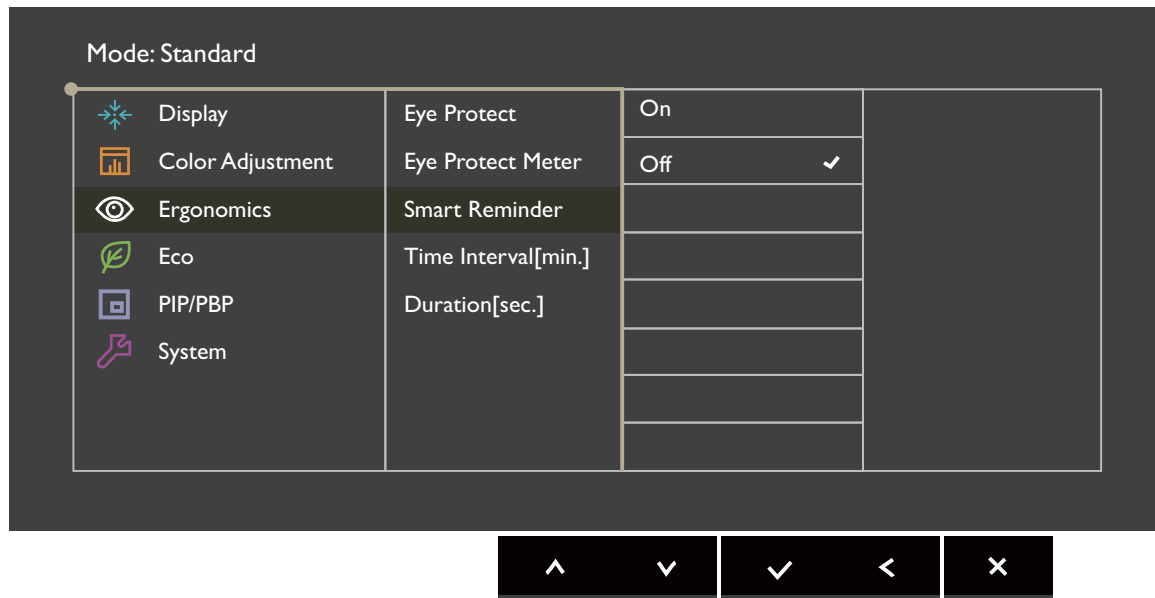 Mode: Standard
Display
Color Adjustment
Ergonomics
Eco
PIP/PBP
System
Eye Protect
Eye Protect Meter
Smart Reminder
Time Interval[min.]
Duration[sec.]
On
Off